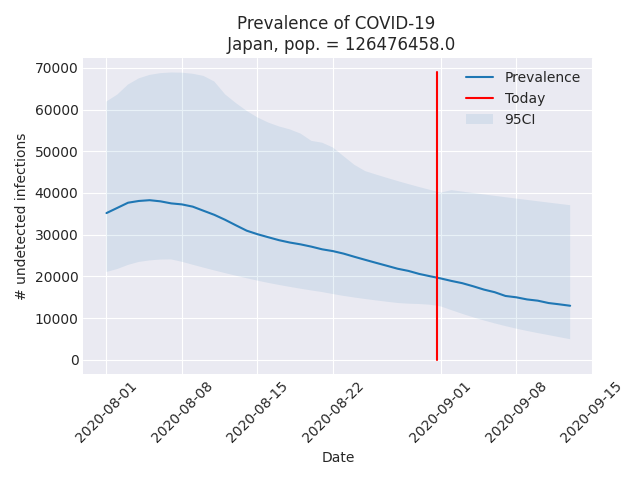 Prevalence of COVID-19
Japan, pop. = 126476458.0
70000
60000
50000
40000
30000
20000
10000
0
# undetected infections
Prevalence
Today
95CI
2020-08-01
2020-08-08
2020-08-15
2020-08-22
2020-09-01
2020-09-08
2020-09-15
Date